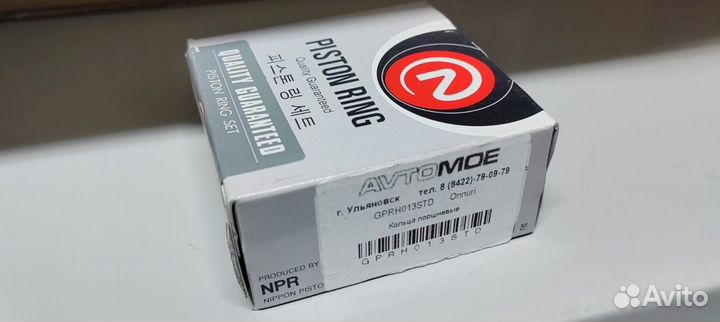 PISTON RING
Quality Guaranteed
피스톤링 세트
QUALITY GUARANTEED
PISTON RING SET
AVTOMOE
г. Ульяновск тел. 8 (8422)-79-09-79
GPRH013STD Onnuri
Кольца поршневые
GPRH013STD
PRODUCED BY
NPR
NIPPON PISTO
Avito